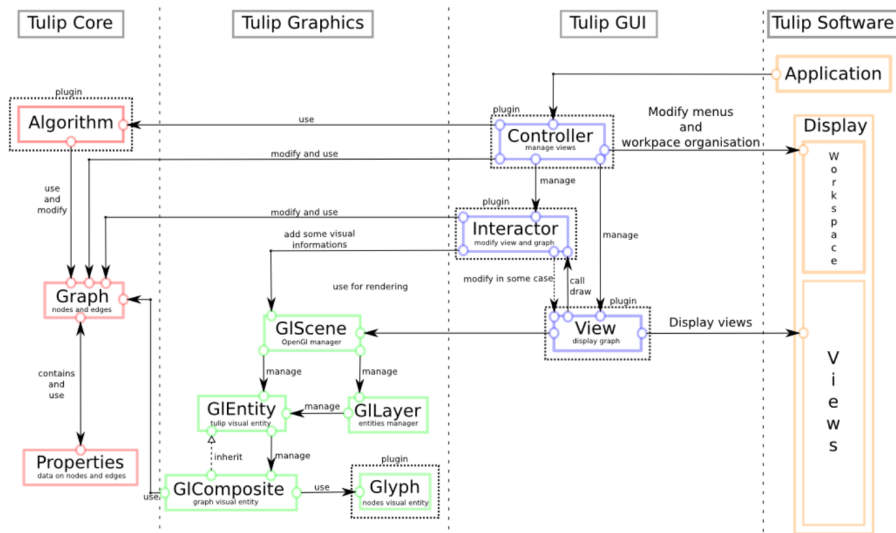 Tulip Core
Tulip Graphics
Tulip GUI
Tulip Software
Application
plugin
Algorithm
use
plugin
Controller
manage views
Modify menus
and
workpace organisation
Display
Workspace
modify and use
use
and
modify
manage
plugin
modify and use
Interactor
modify view and graph
manage
add some visual
informations
use for rendering
modify in some case
call
draw
plugin
Graph
nodes and edges
GlScene
OpenGl manager
View
display graph
Display views
Views
contains
and
use
manage
manage
GlEntity
tulip visual entity
manage
GlLayer
entities manager
inherit
manage
Properties
data on nodes and edges
plugin
use
GlComposite
graph visual entity
use
Glyph
nodes visual entity